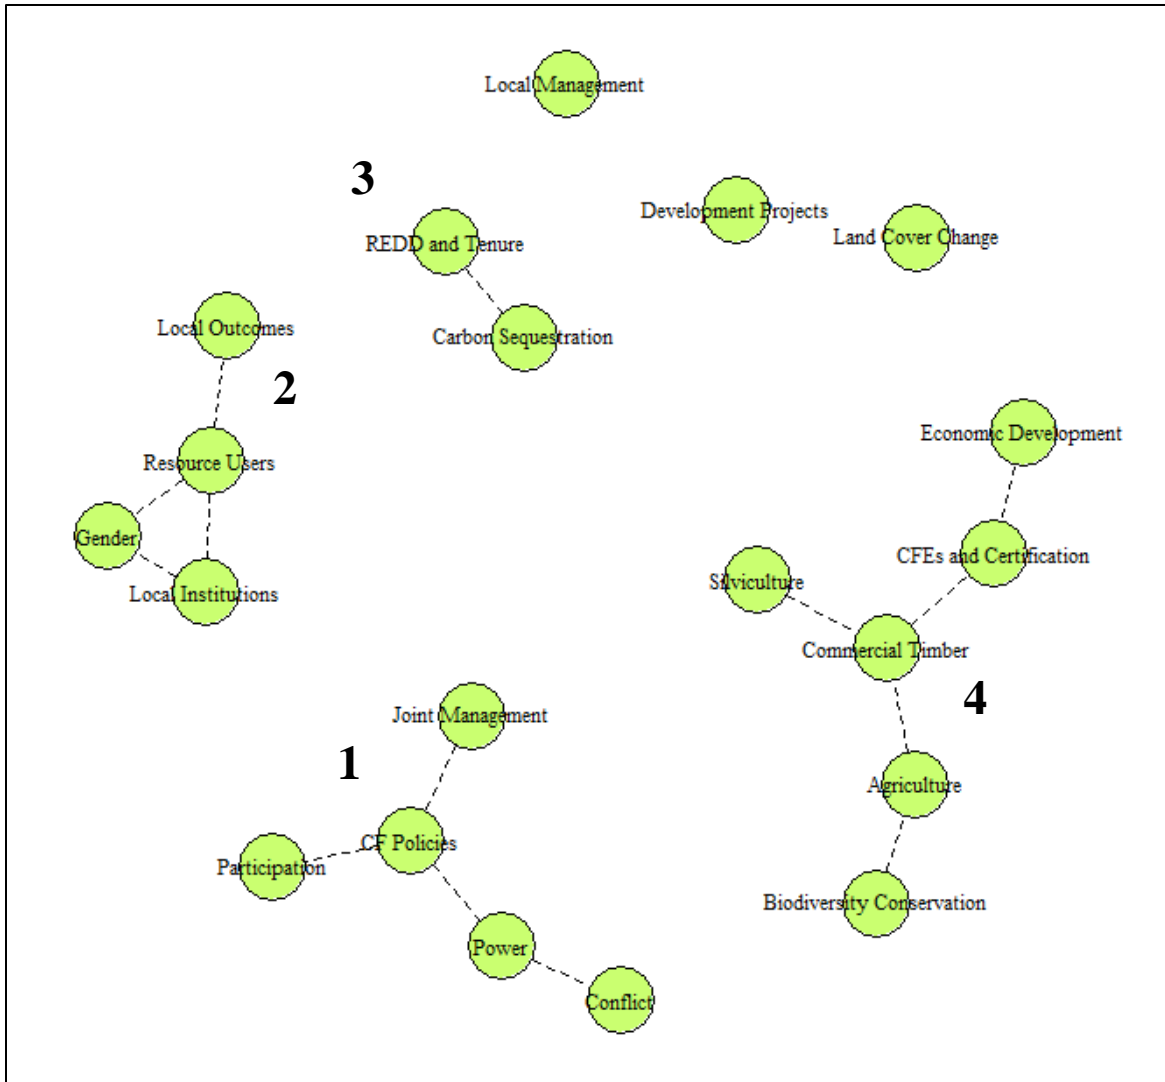 Local Management
3
Development Projects
REDD and Tenure
Land Cover Change
Local Outcomes
Carbon Sequestration
2
Economic Development
Resource Users
Gender
CFEs and Certification
Silviculture
Local Institutions
Commercial Timber
4
Joint Management
1
Agriculture
CF Policies
Participation
Biodiversity Conservation
Power
Conflict